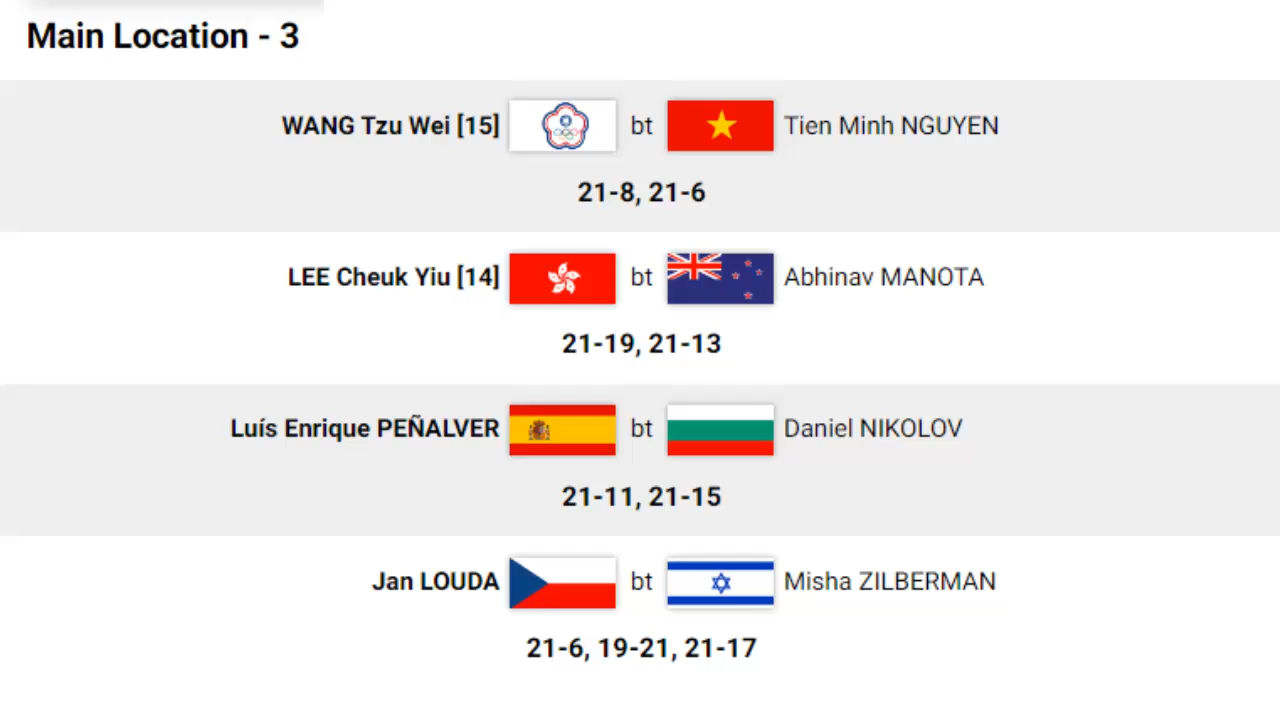 Main Location - 3
WANG Tzu Wei [15] bt Tien Minh NGUYEN
21-8, 21-6
LEE Cheuk Yiu [14] bt Abhinav MANOTA
21-19, 21-13
Luís Enrique PEÑALVER bt Daniel NIKOLOV
21-11, 21-15
Jan LOUDA bt Misha ZILBERMAN
21-6, 19-21, 21-17